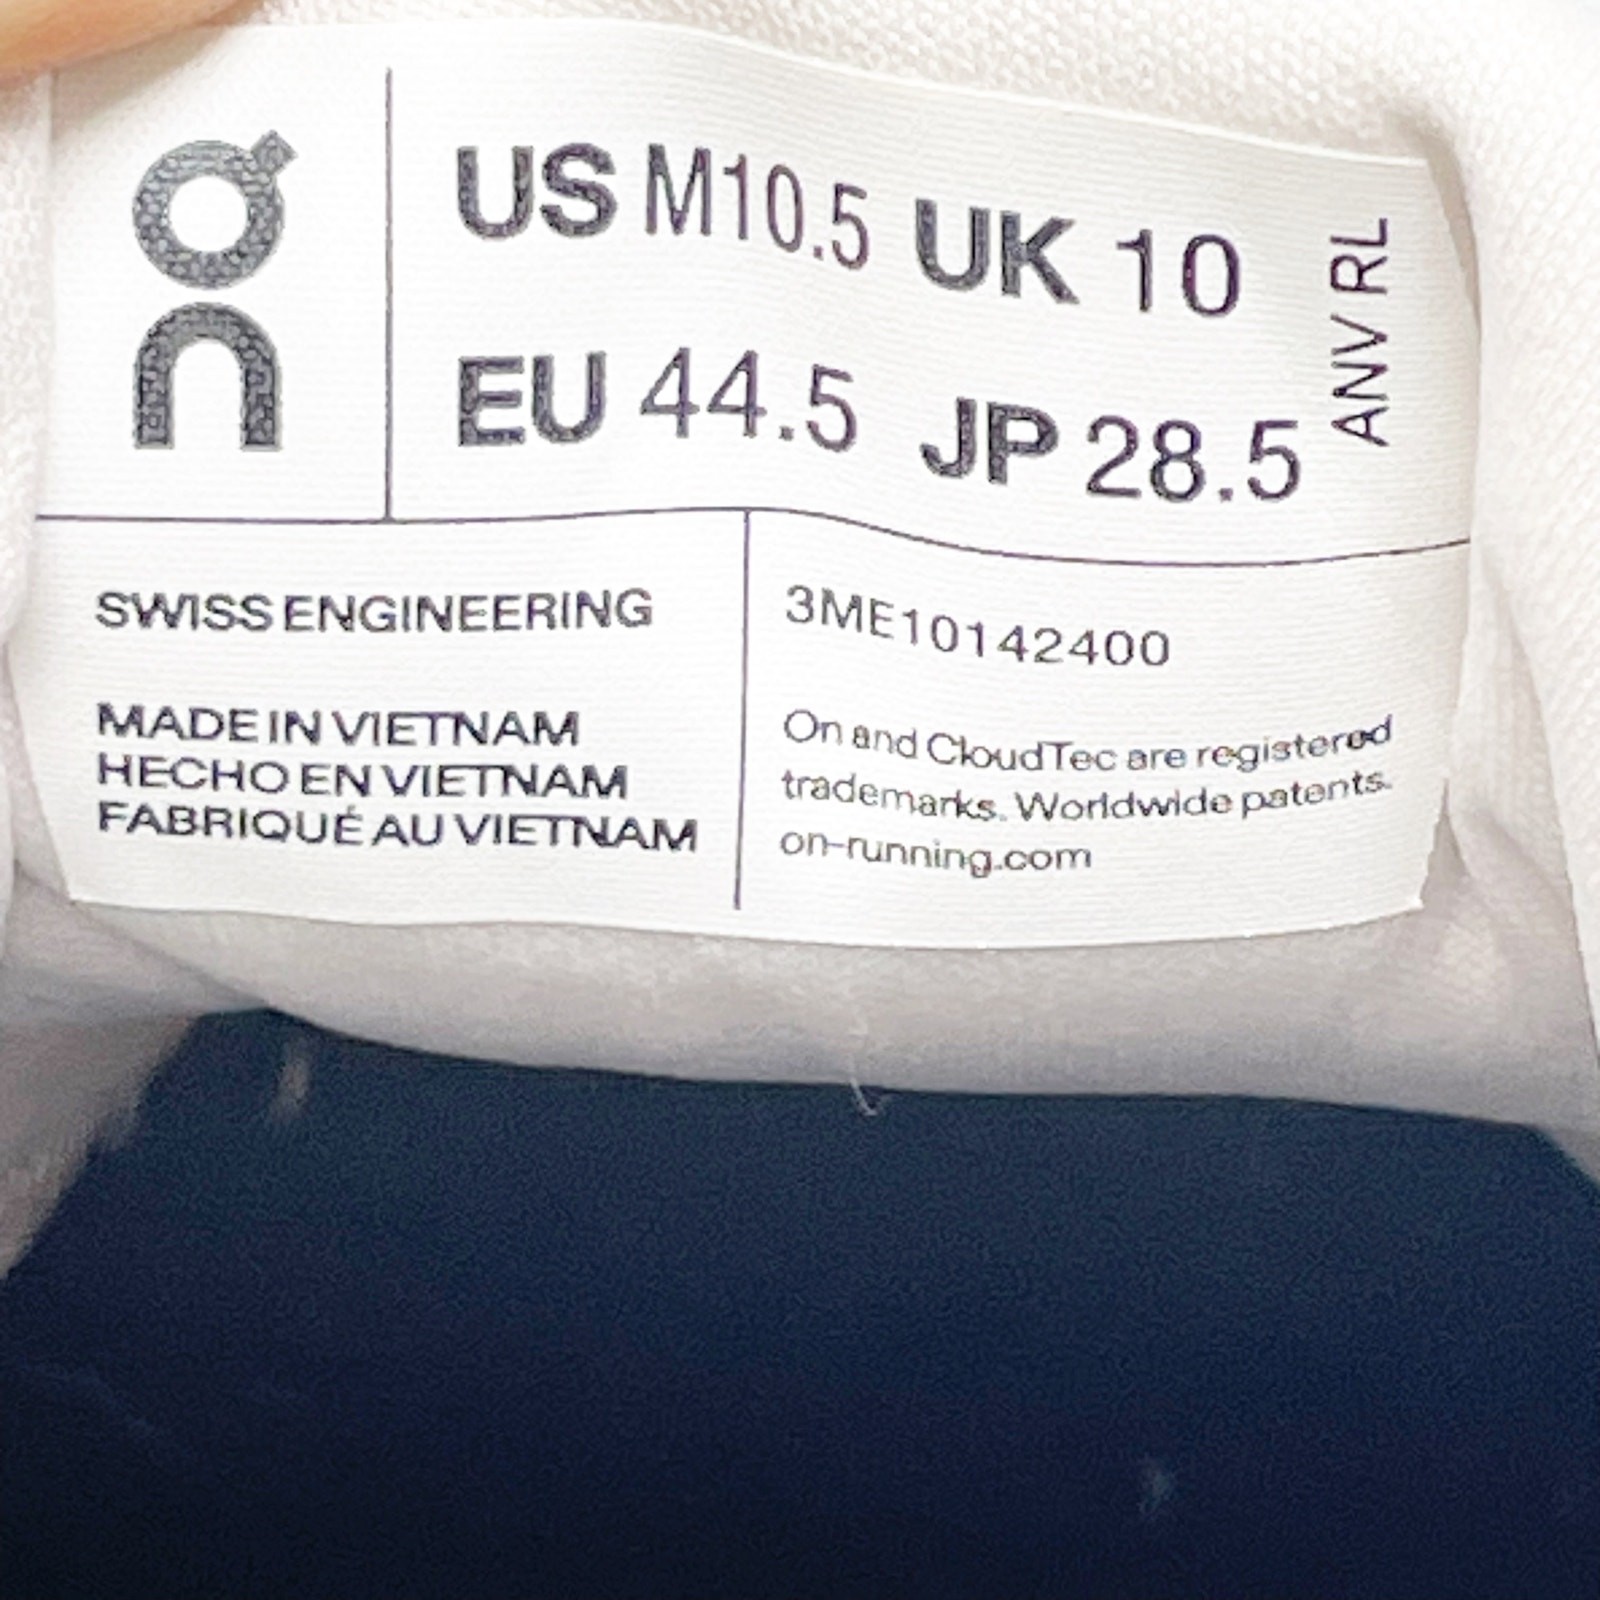 On
US M10.5 UK 10
EU 44.5 JP 28.5
ANV RL
SWISS ENGINEERING
MADE IN VIETNAM
HECHO EN VIETNAM
FABRIQUÉ AU VIETNAM
3ME10142400
On and CloudTec are registered
trademarks. Worldwide patents.
on-running.com